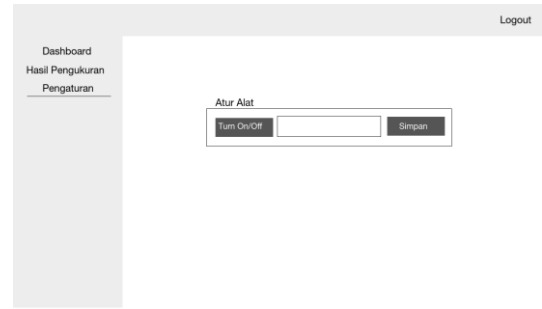 Logout
Dashboard
Hasil Pengukuran
Pengaturan
Atur Alat
Turn On/Off
Simpan